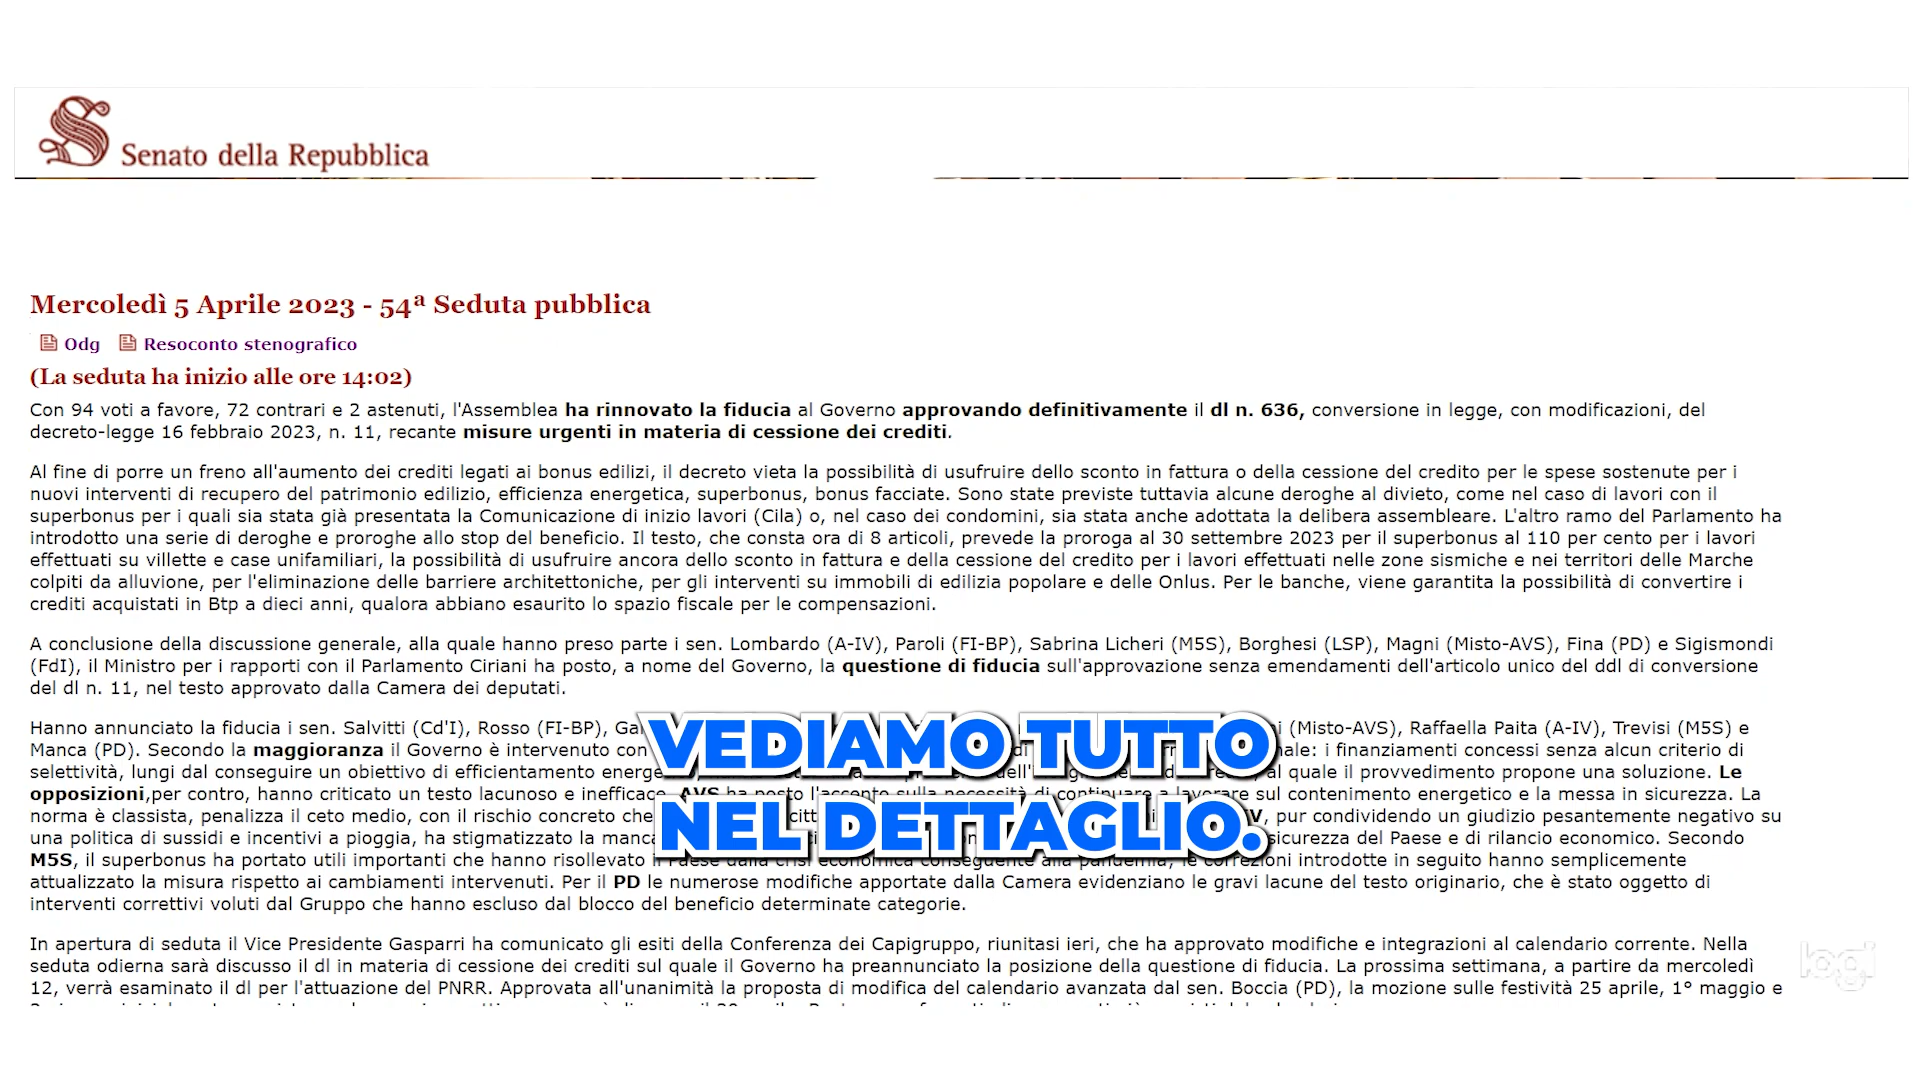 Senato della Repubblica
Mercoledì 5 Aprile 2023 - 54ª Seduta pubblica
Odg Resoconto stenografico
(La seduta ha inizio alle ore 14:02)
Con 94 voti a favore, 72 contrari e 2 astenuti, l'Assemblea ha rinnovato la fiducia al Governo approvando definitivamente il dl n. 636, conversione in legge, con modificazioni, del
decreto-legge 16 febbraio 2023, n. 11, recante misure urgenti in materia di cessione dei crediti.
Al fine di porre un freno all'aumento dei crediti legati ai bonus edilizi, il decreto vieta la possibilità di usufruire dello sconto in fattura o della cessione del credito per le spese sostenute per i
nuovi interventi di recupero del patrimonio edilizio, efficienza energetica, superbonus, bonus facciate. Sono state previste tuttavia alcune deroghe al divieto, come nel caso di lavori con il
superbonus per i quali sia stata già presentata la Comunicazione di inizio lavori (Cila) o, nel caso dei condomini, sia stata anche adottata la delibera assembleare. L'altro ramo del Parlamento ha
introdotto una serie di deroghe e proroghe allo stop del beneficio. Il testo, che consta ora di 8 articoli, prevede la proroga al 30 settembre 2023 per il superbonus al 110 per cento per i lavori
effettuati su villette e case unifamiliari, la possibilità di usufruire ancora dello sconto in fattura e della cessione del credito per i lavori effettuati nelle zone sismiche e nei territori delle Marche
colpiti da alluvione, per l'eliminazione delle barriere architettoniche, per gli interventi su immobili di edilizia popolare e delle Onlus. Per le banche, viene garantita la possibilità di convertire i
crediti acquistati in Btp a dieci anni, qualora abbiano esaurito lo spazio fiscale per le compensazioni.
A conclusione della discussione generale, alla quale hanno preso parte i sen. Lombardo (A-IV), Paroli (FI-BP), Sabrina Licheri (M5S), Borghesi (LSP), Magni (Misto-AVS), Fina (PD) e Sigismondi
(FdI), il Ministro per i rapporti con il Parlamento Ciriani ha posto, a nome del Governo, la questione di fiducia sull'approvazione senza emendamenti dell'articolo unico del ddl di conversione
del dl n. 11, nel testo approvato dalla Camera dei deputati.
Hanno annunciato la fiducia i sen. Salvitti (Cd'I), Rosso (FI-BP), (Misto-AVS), Raffaella Paita (A-IV), Trevisi (M5S) e
Manca (PD). Secondo la maggioranza il Governo è intervenuto con i finanziamenti concessi senza alcun criterio di
selettività, lungi dal conseguire un obiettivo di efficientamento al quale il provvedimento propone una soluzione. Le
opposizioni,per contro, hanno criticato un testo lacunoso e inefficace. AVS ha posto l'accento sulla necessità di continuare a lavorare sul contenimento energetico e la messa in sicurezza. La
norma è classista, penalizza il ceto medio, con il rischio concreto che pur condividendo un giudizio pesantemente negativo su
una politica di sussidi e incentivi a pioggia, ha stigmatizzato la sicurezza del Paese e di rilancio economico. Secondo
M5S, il superbonus ha portato utili importanti che hanno risollevato il Paese dalla crisi economica conseguente alla pandemia; le correzioni introdotte in seguito hanno semplicemente
attualizzato la misura rispetto ai cambiamenti intervenuti. Per il PD le numerose modifiche apportate dalla Camera evidenziano le gravi lacune del testo originario, che è stato oggetto di
interventi correttivi voluti dal Gruppo che hanno escluso dal blocco del beneficio determinate categorie.
VEDIAMO TUTTO
NEL DETTAGLIO.
In apertura di seduta il Vice Presidente Gasparri ha comunicato gli esiti della Conferenza dei Capigruppo, riunitasi ieri, che ha approvato modifiche e integrazioni al calendario corrente. Nella
seduta odierna sarà discusso il dl in materia di cessione dei crediti sul quale il Governo ha preannunciato la posizione della questione di fiducia. La prossima settimana, a partire da mercoledì
12, verrà esaminato il dl per l'attuazione del PNRR. Approvata all'unanimità la proposta di modifica del calendario avanzata dal sen. Boccia (PD), la mozione sulle festività 25 aprile, 1° maggio e
logi